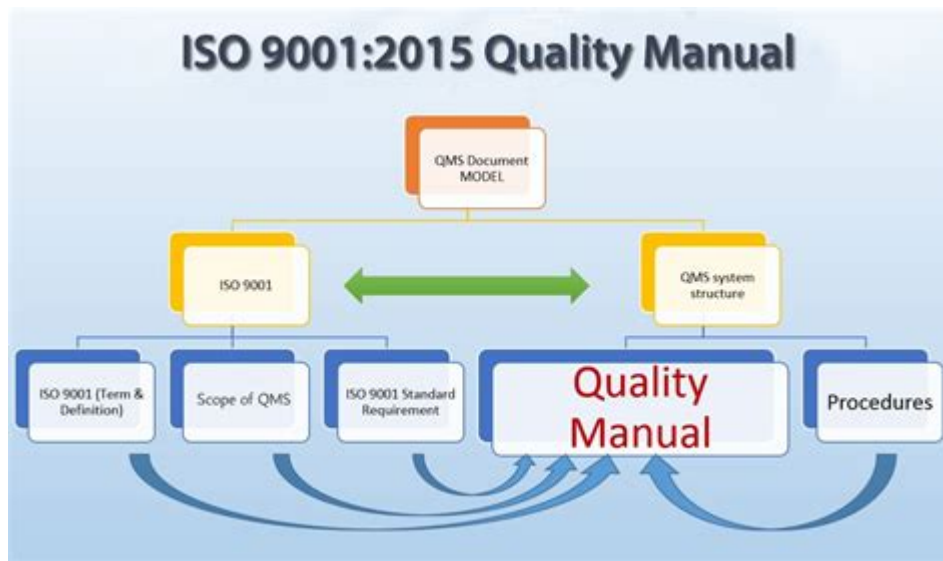 ISO 9001:2015 Quality Manual
QMS Document
MODEL
ISO 9001
QMS system
structure
ISO 9001 (Term &
Definition)
Scope of QMS
ISO 9001 Standard
Requirement
Quality
Manual
Procedures